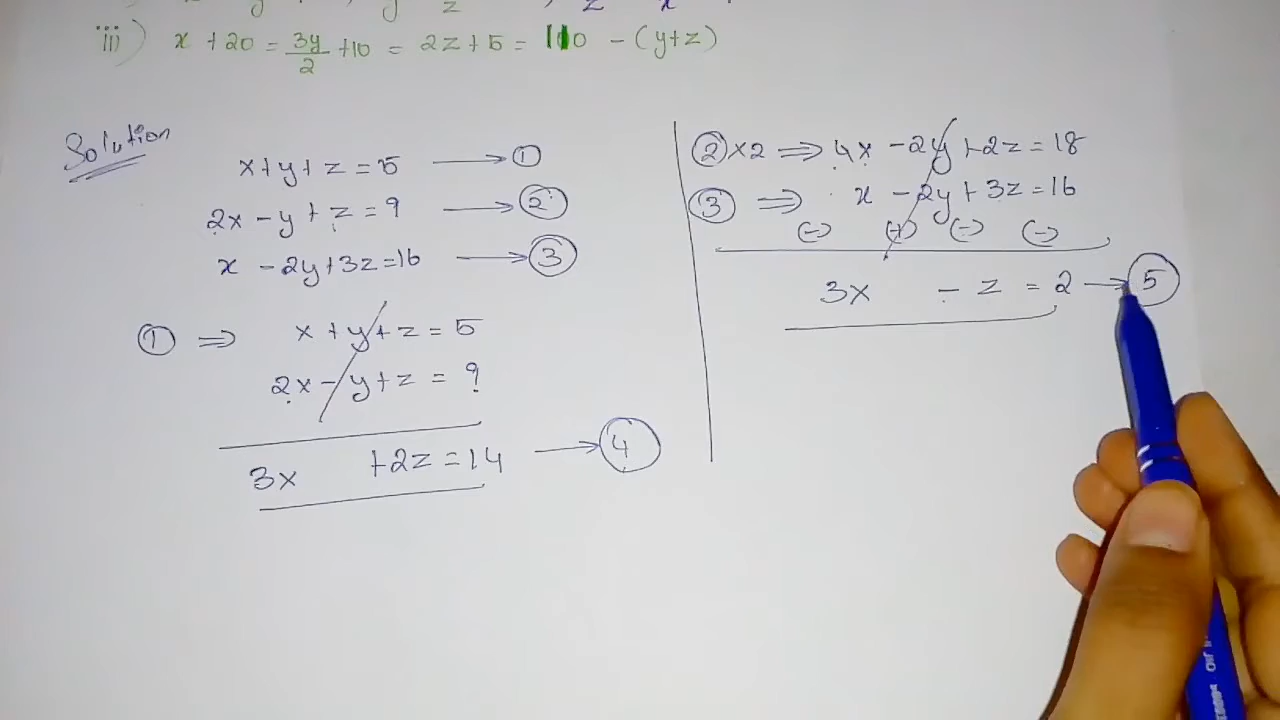 iii) x + 20 = 3y/2 + 10 = 2z + 5 = 110 - (y+z)
Solution
x+y+z=5 → ①
2x-y+z=9 → ②
x-2y+3z=16 → ③
① ⇒ x+y+z=5
2x-y+z=9
3x +2z=14 → ④
②×2 ⇒ 4x-2y+2z=18
③ ⇒ x-2y+3z=16
(-) (+) (-) (-)
3x -z=2 → ⑤